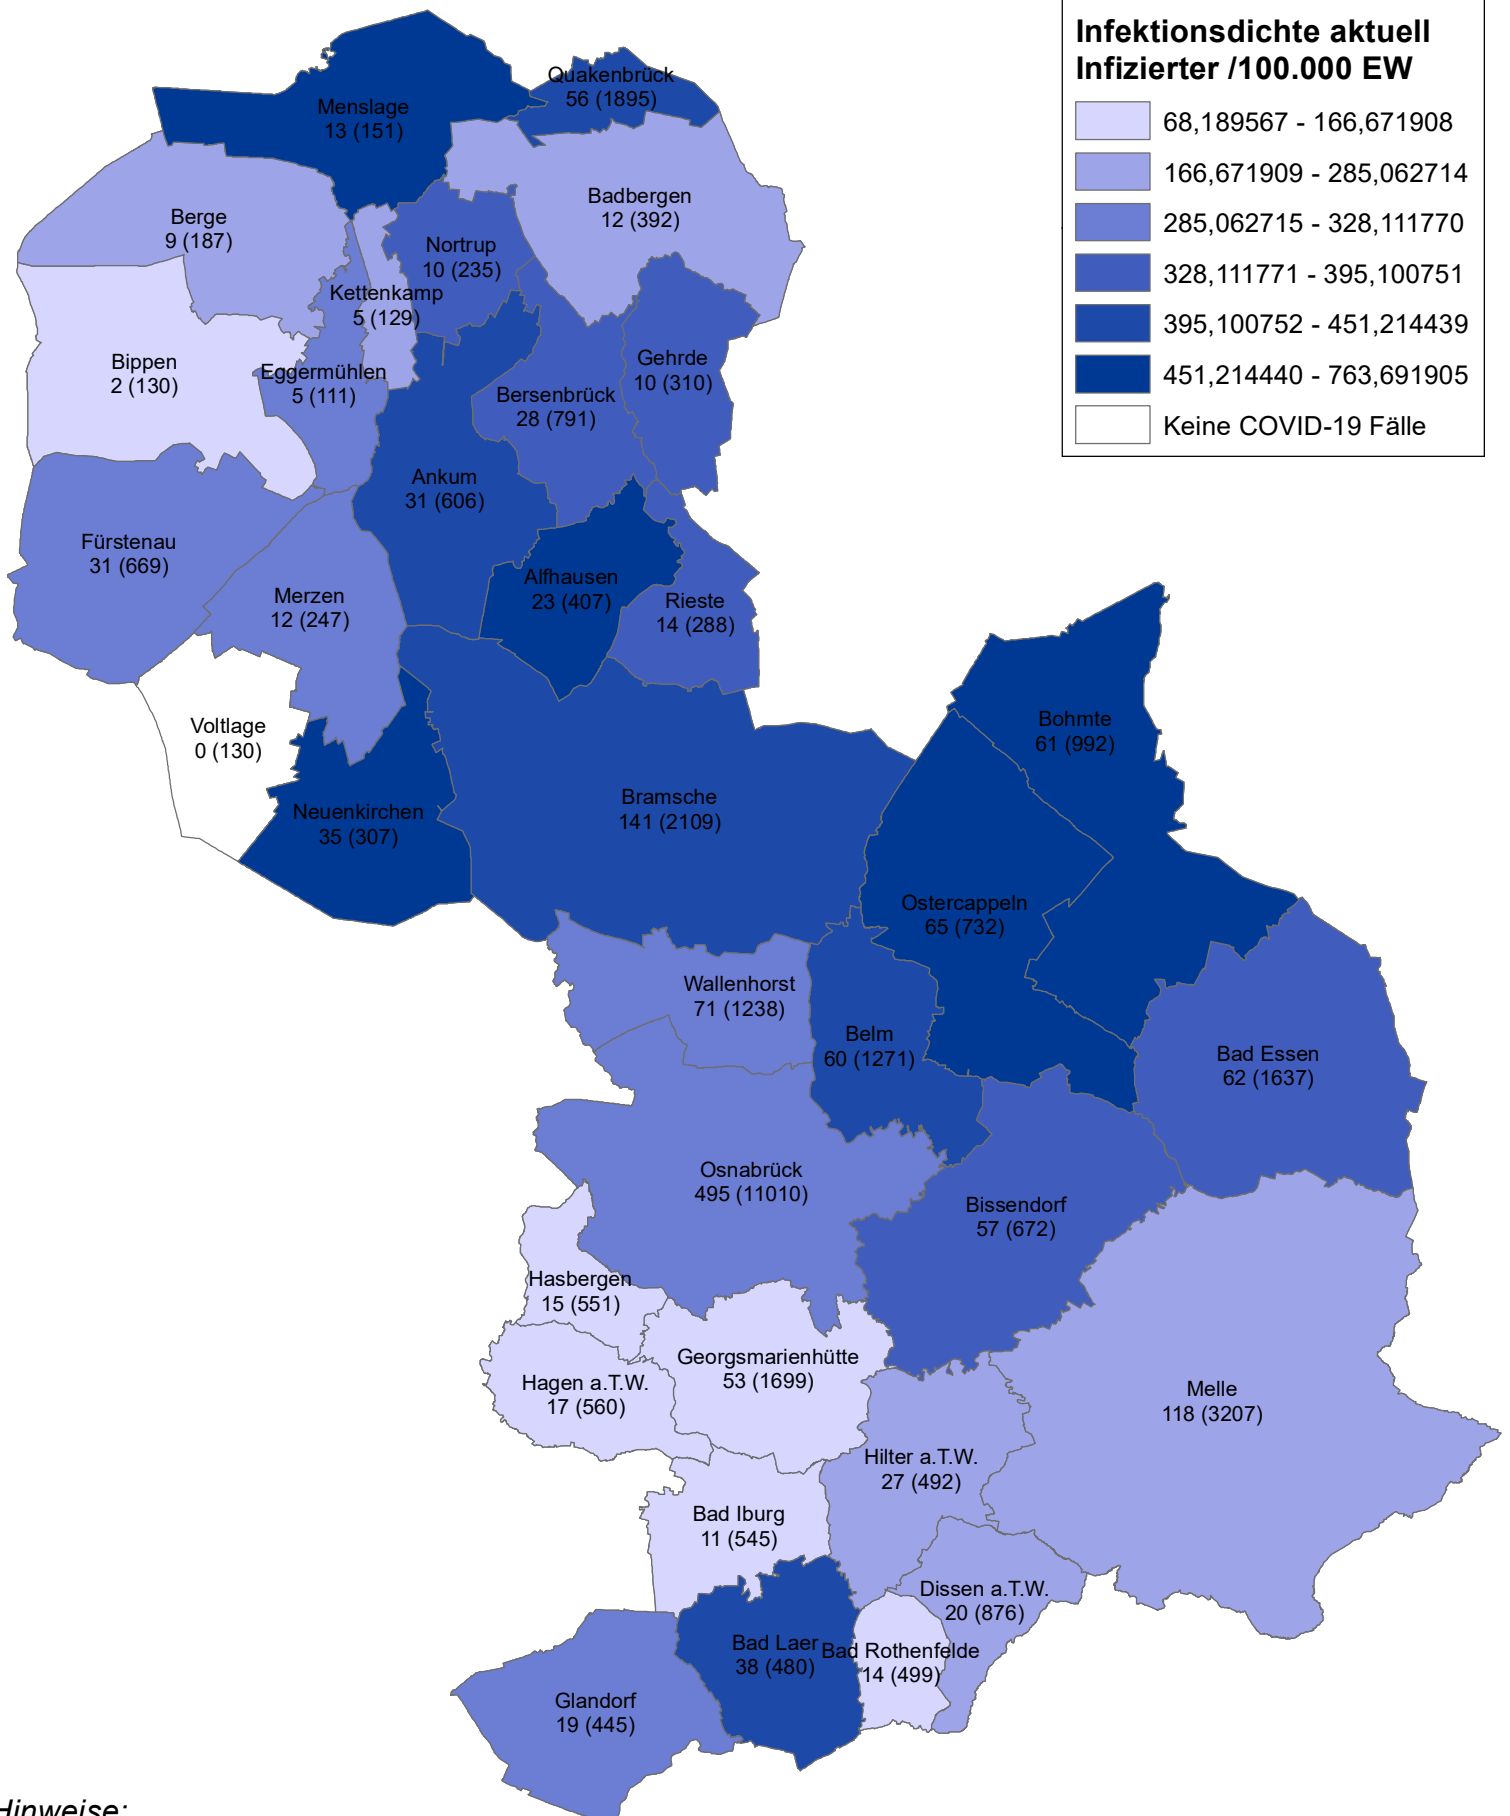 Infektionsdichte aktuell
Infizierter /100.000 EW
68,189567 - 166,671908
166,671909 - 285,062714
285,062715 - 328,111770
328,111771 - 395,100751
395,100752 - 451,214439
451,214440 - 763,691905
Keine COVID-19 Fälle
Quakenbrück
56 (1895)
Menslage
13 (151)
Badbergen
12 (392)
Berge
9 (187)
Nortrup
10 (235)
Kettenkamp
5 (129)
Bippen
2 (130)
Eggermühlen
5 (111)
Gehrde
10 (310)
Bersenbrück
28 (791)
Ankum
31 (606)
Fürstenau
31 (669)
Alfhausen
23 (407)
Merzen
12 (247)
Rieste
14 (288)
Voltlage
0 (130)
Bohmte
61 (992)
Neuenkirchen
35 (307)
Bramsche
141 (2109)
Ostercappeln
65 (732)
Wallenhorst
71 (1238)
Belm
60 (1271)
Bad Essen
62 (1637)
Osnabrück
495 (11010)
Bissendorf
57 (672)
Hasbergen
15 (551)
Georgsmarienhütte
53 (1699)
Hagen a.T.W.
17 (560)
Melle
118 (3207)
Hilter a.T.W.
27 (492)
Bad Iburg
11 (545)
Dissen a.T.W.
20 (876)
Bad Laer
38 (480)
Bad Rothenfelde
14 (499)
Glandorf
19 (445)
Hinweise: